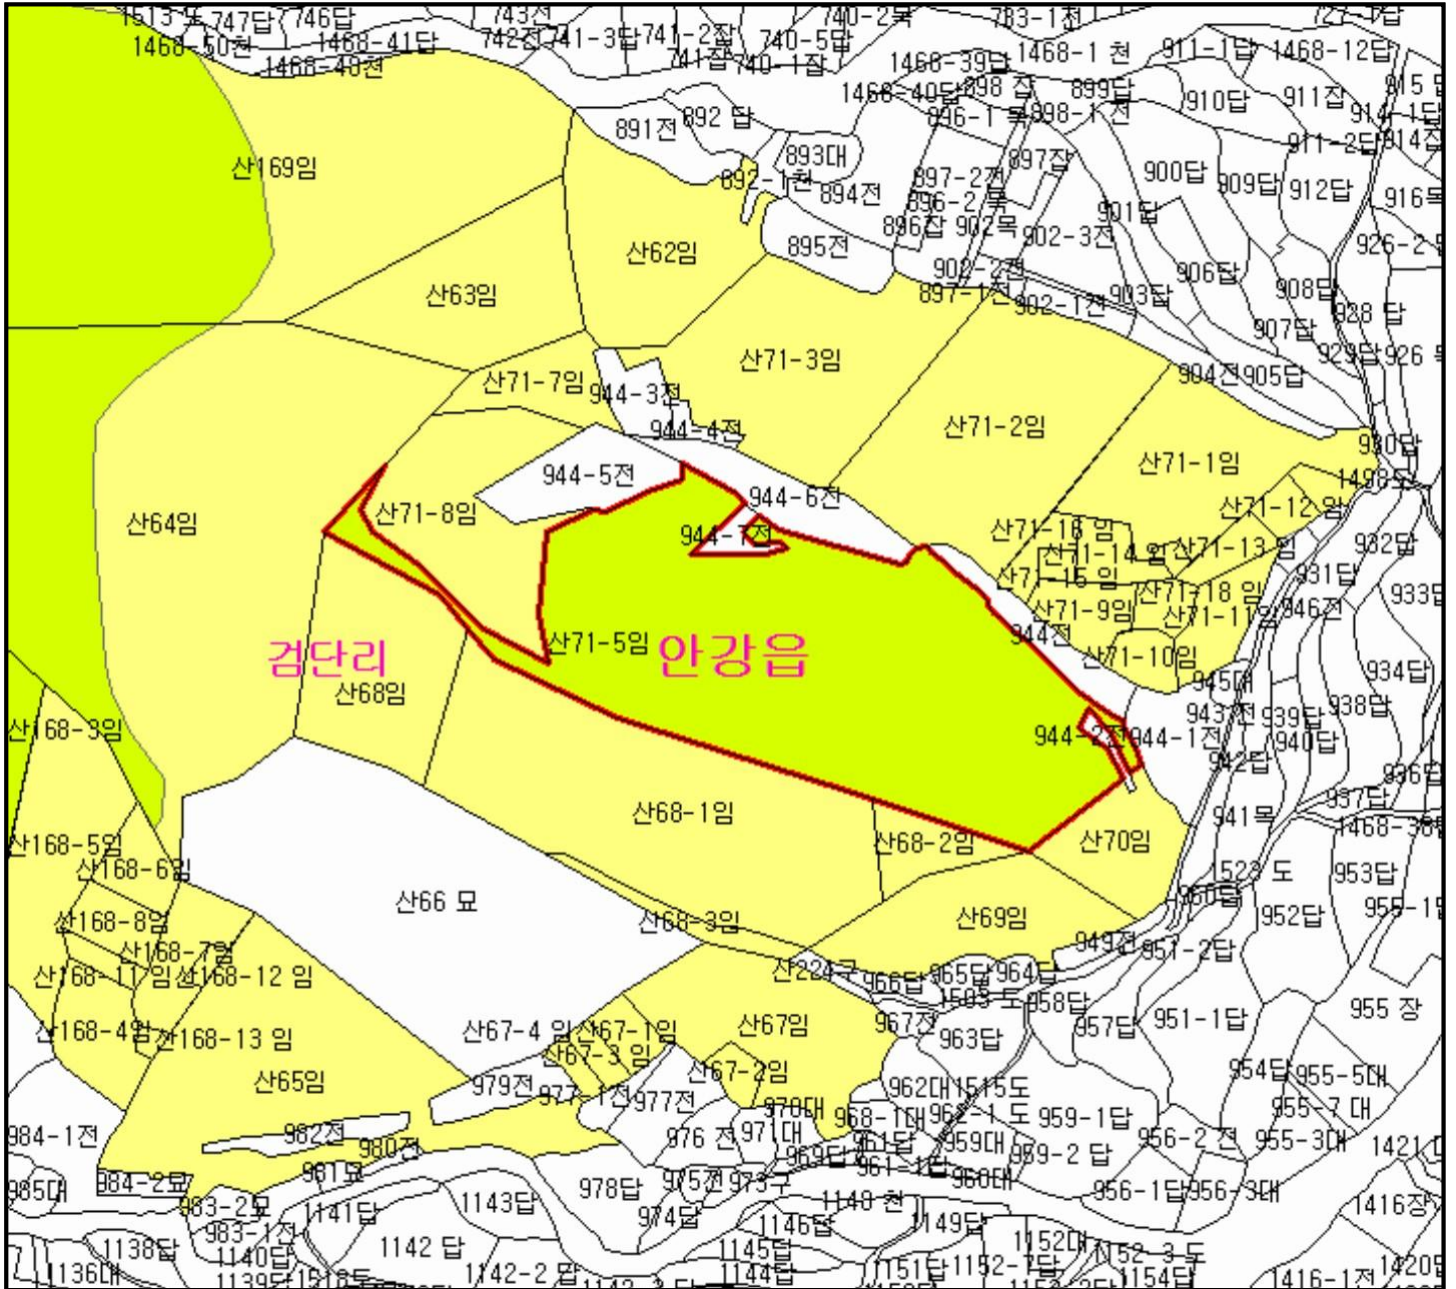 1513 도
747답
746답
743전
740-2목
733-1전
727-1답
1468-50천
1468-41답
742전
741-3답
741-2잡
740-5답
1468-48천
741잡
740-1잡
1468-39답
1468-1 천
911-1답
1468-12답
1468-40답
898 잡
899답
910답
911잡
915 답
891전
892 답
896-1 목
898-1 전
914-1답
893대
897잡
911-2답
914잡
산169임
892-1천
894전
897-2전
900답
909답
912답
916목
896-2 목
896잡
902목
901답
산62임
895전
902-3전
926-2 답
902-2전
906답
산63임
897-1전
902-1전
903답
908답
928 답
907답
산71-3임
929답
926 목
산71-7임
944-3전
904전
905답
944-4전
산71-2임
930답
944-5전
944-6전
산71-1임
1498도
산64임
산71-8임
산71-12 임
944-7전
산71-16 임
산71-14 임
산71-13 임
932답
산71-15 임
931답
산71-18 임
933답
산71-9임
산71-11임
946전
944전
산71-5임
안강읍
검단리
산71-10임
934답
산68임
945대
산168-3임
943 전
939답
938답
944-2전
944-1전
940답
942답
936답
937답
산68-1임
941목
1468-38답
산168-5임
산68-2임
산70임
산168-6임
1523 도
953답
산66 묘
950답
955-1답
산168-8임
산68-3임
산69임
952답
949전
산168-7임
951-2답
산168-11 임
산168-12 임
산224구
966답
965답
964답
1503 도
958답
955 장
산168-4임
산168-13 임
산67-4 임
산67-1임
산67임
967전
957답
951-1답
산67-3 임
963답
산65임
산67-2임
954답
955-5대
979전
977-1전
977전
962대
1515도
970대
968-1대
962-1 도
959-1답
955-7 대
984-1전
982전
976 전
971대
956-2 전
980전
961답
959대
955-3대
1421 대
969답
959-2 답
981묘
961-1답
984-2묘
975전
973구
960대
985대
978답
956-1답
956-3대
983-2묘
1143답
1148 천
1416장
1141답
974답
983-1전
1146답
1149답
1138답
1142 답
1152대
1140답
1145답
1152-3 도
1136대
1142-2 답
1144답
1151답
1152-7답
1154답
1420답
1139답
1518도
1416-1전